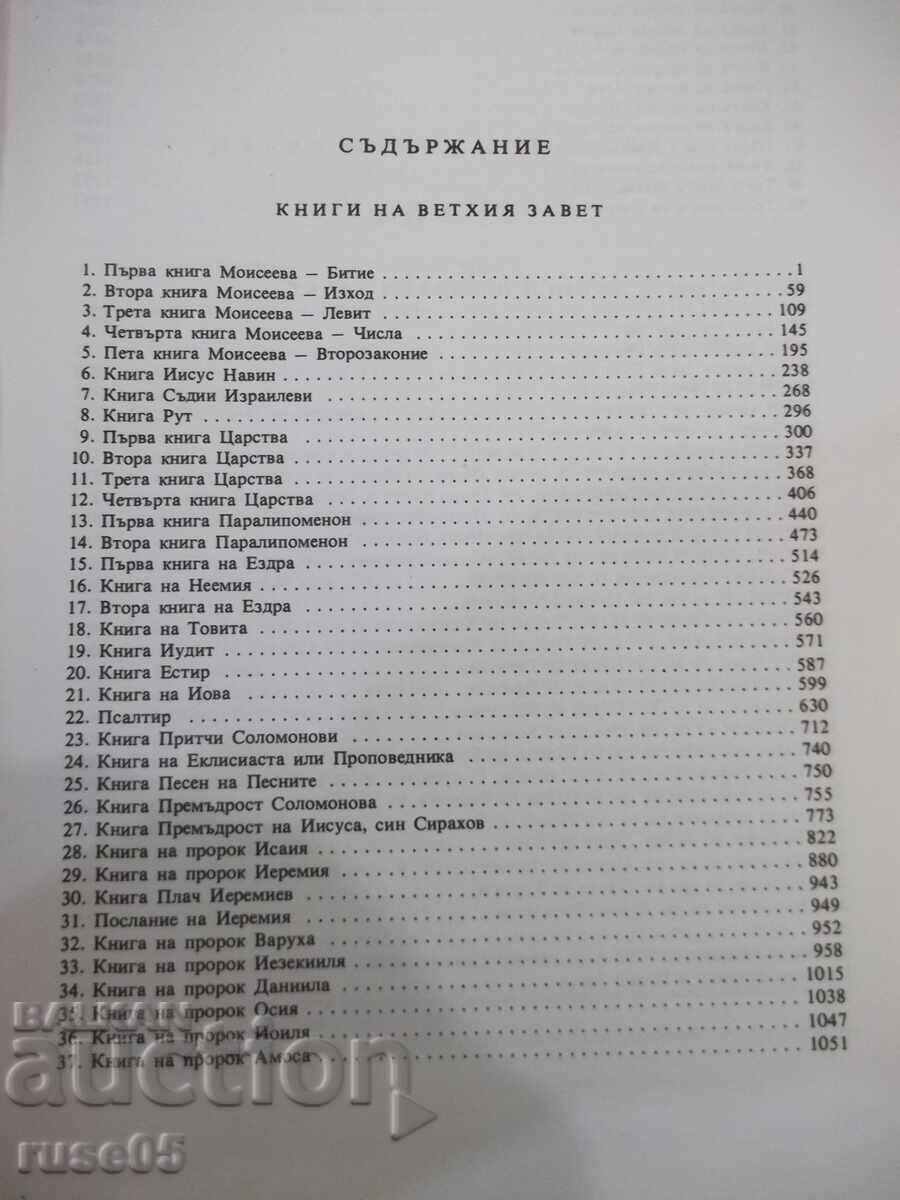 СЪДЪРЖАНИЕ
КНИГИ НА ВЕТХИЯ ЗАВЕТ
1. Първа книга Моисеева — Битие 1
2. Втора книга Моисеева — Изход 59
3. Трета книга Моисеева — Левит 109
4. Четвърта книга Моисеева — Числа 145
5. Пета книга Моисеева — Второзаконие 195
6. Книга Иисус Навин 238
7. Книга Съдии Израилеви 268
8. Книга Рут 296
9. Първа книга Царства 300
10. Втора книга Царства 337
11. Трета книга Царства 368
12. Четвърта книга Царства 406
13. Първа книга Паралипоменон 440
14. Втора книга Паралипоменон 473
15. Първа книга на Ездра 514
16. Книга на Неемия 526
17. Втора книга на Ездра 543
18. Книга на Товита 560
19. Книга Иудит 571
20. Книга Естир 587
21. Книга на Иова 599
22. Псалтир 630
23. Книга Притчи Соломонови 712
24. Книга на Еклисиаста или Проповедника 740
25. Книга Песен на Песните 750
26. Книга Премъдрост Соломонова 755
27. Книга Премъдрост на Иисуса, син Сирахов 773
28. Книга на пророк Исаия 822
29. Книга на пророк Иеремия 880
30. Книга Плач Иеремиев 943
31. Послание на Иеремия 949
32. Книга на пророк Варуха 952
33. Книга на пророк Иезекииля 958
34. Книга на пророк Даниила 1015
35. Книга на пророк Осия 1038
36. Книга на пророк Иоиля 1047
37. Книга на пророк Амоса 1051
BALKAN
auction
ruse05